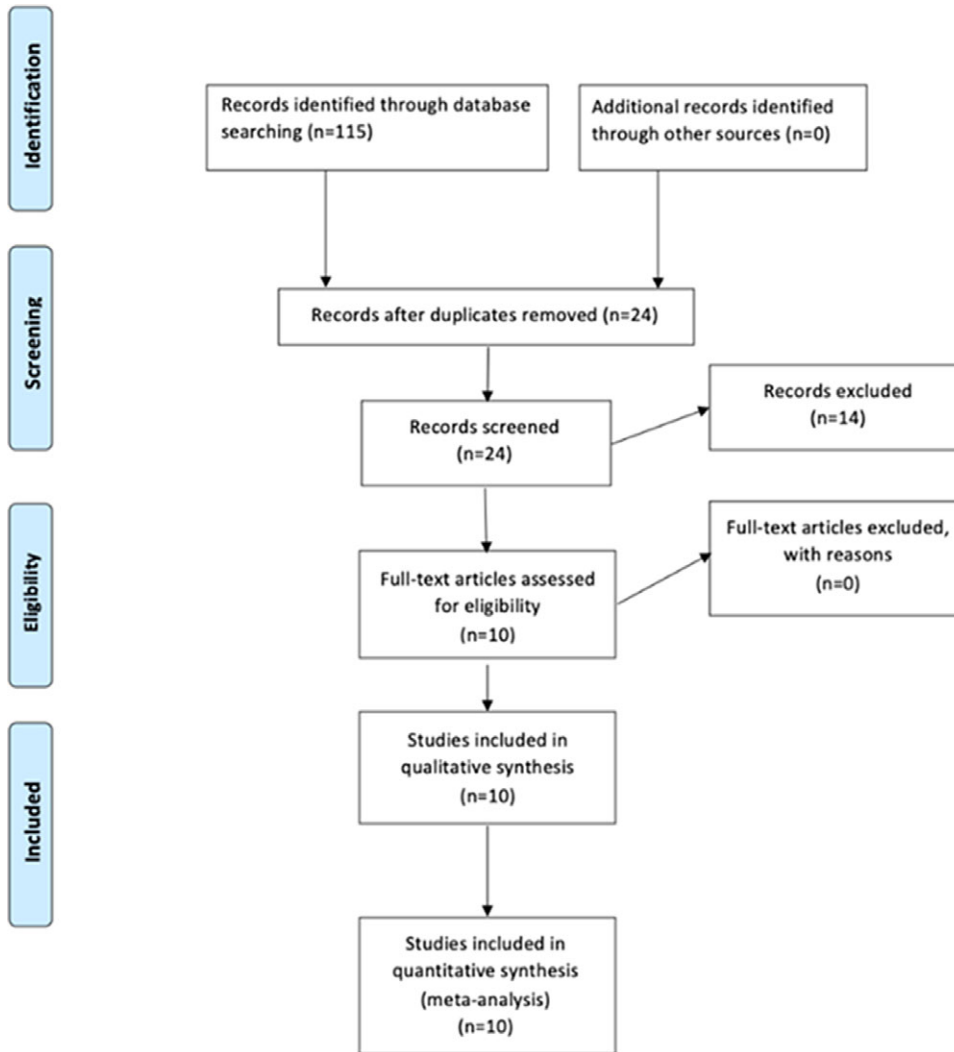 Identification
Records identified through database
searching (n=115)
Additional records identified
through other sources (n=0)
Screening
Records after duplicates removed (n=24)
Records screened
(n=24)
Records excluded
(n=14)
Eligibility
Full-text articles assessed
for eligibility
(n=10)
Full-text articles excluded,
with reasons
(n=0)
Included
Studies included in
qualitative synthesis
(n=10)
Studies included in
quantitative synthesis
(meta-analysis)
(n=10)